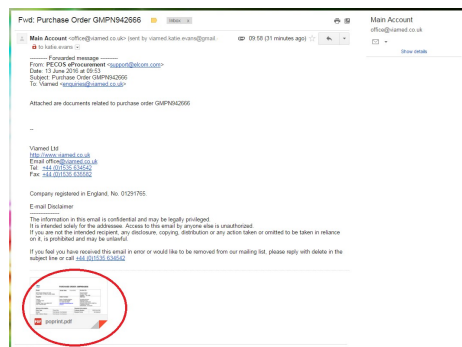 Fwd: Purchase Order GMPN942666
Inbox x
Main Account <office@viamed.co.uk> (sent by viamed.katie.evans@gmail.
09:58 (31 minutes ago)
to katie.evans
Main Account
office@viamed.co.uk
Show details
---------- Forwarded message ----------
From: PECOS eProcurement <support@elcom.com>
Date: 13 June 2016 at 09:53
Subject: Purchase Order GMPN942666
To: Viamed <enquiries@viamed.co.uk>
Attached are documents related to purchase order GMPN942666
--
Viamed Ltd
http://www.viamed.co.uk
Email office@viamed.co.uk
Tel: +44 (0)1535 634542
Fax: +44 (0)1535 635582
Company registered in England, No. 01291765.
E-mail Disclaimer
----------------
The information in this email is confidential and may be legally privileged.
It is intended solely for the addressee. Access to this email by anyone else is unauthorized.
If you are not the intended recipient, any disclosure, copying, distribution or any action taken or omitted to be taken in reliance
on it, is prohibited and may be unlawful.
If you feel you have received this email in error or would like to be removed from our mailing list, please reply with delete in the
subject line or call +44 (0)1535 634542
poprint.pdf